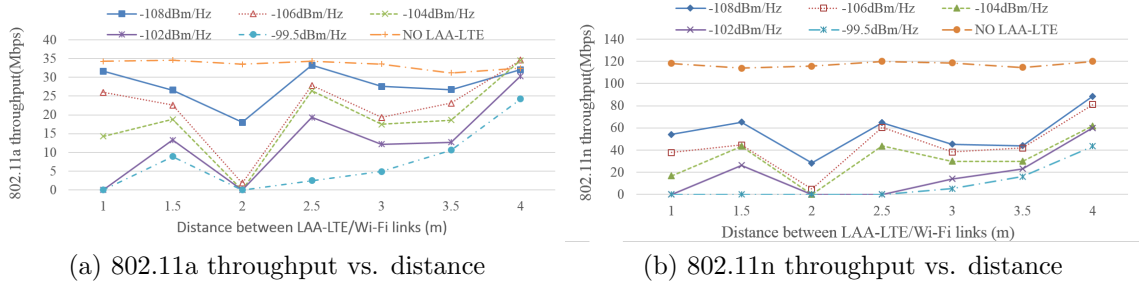 -108dBm/Hz -106dBm/Hz -104dBm/Hz
-102dBm/Hz -99.5dBm/Hz NO LAA-LTE
802.11a throughput(Mbps)
45
40
35
30
25
20
15
10
5
0
1 1.5 2 2.5 3 3.5 4
Distance between LAA-LTE/Wi-Fi links (m)
(a) 802.11a throughput vs. distance
-108dBm/Hz -106dBm/Hz -104dBm/Hz
-102dBm/Hz -99.5dBm/Hz NO LAA-LTE
802.11n throughput (Mbps)
140
120
100
80
60
40
20
0
1 1.5 2 2.5 3 3.5 4
Distance between LAA-LTE/Wi-Fi links (m)
(b) 802.11n throughput vs. distance